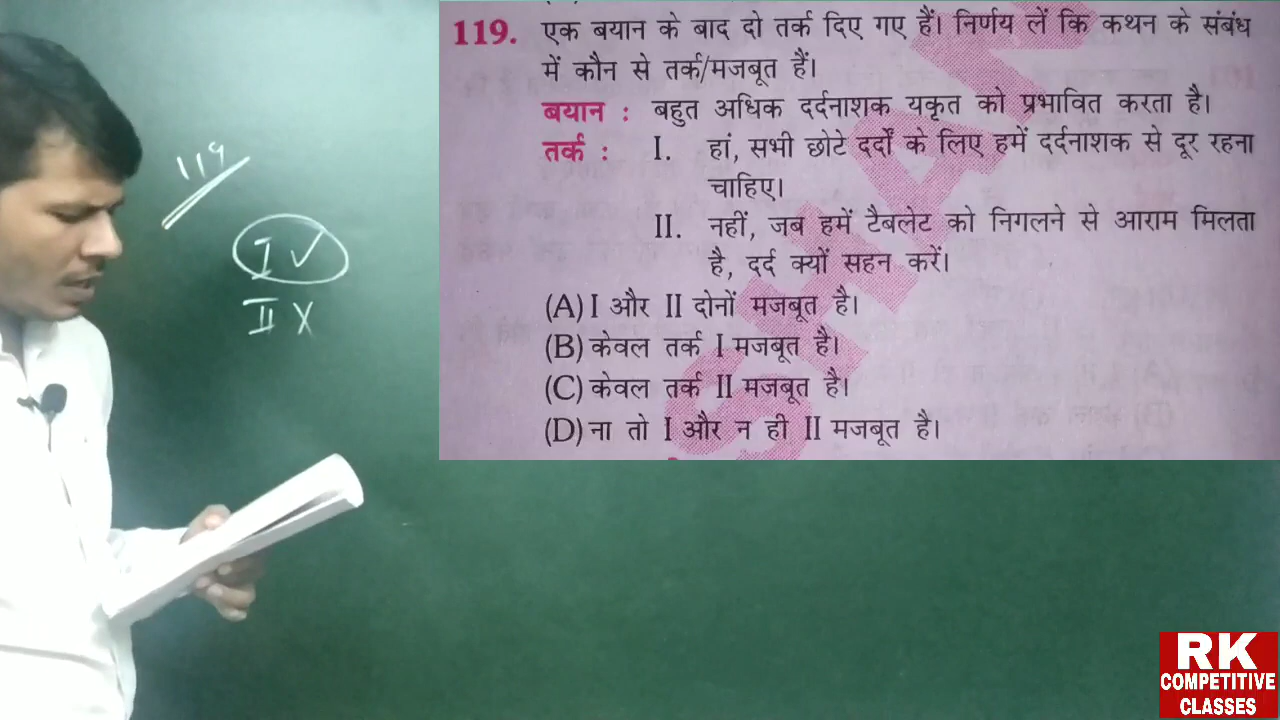 119. एक बयान के बाद दो तर्क दिए गए हैं। निर्णय लें कि कथन के संबंध
में कौन से तर्क/मजबूत हैं।
बयान : बहुत अधिक दर्दनाशक यकृत को प्रभावित करता है।
तर्क : I. हां, सभी छोटे दर्दों के लिए हमें दर्दनाशक से दूर रहना
चाहिए।
II. नहीं, जब हमें टैबलेट को निगलने से आराम मिलता
है, दर्द क्यों सहन करें।
(A) I और II दोनों मजबूत है।
(B) केवल तर्क I मजबूत है।
(C) केवल तर्क II मजबूत है।
(D) ना तो I और न ही II मजबूत है।
119
I ✓
II X
SHAN
RK
COMPETITIVE
CLASSES